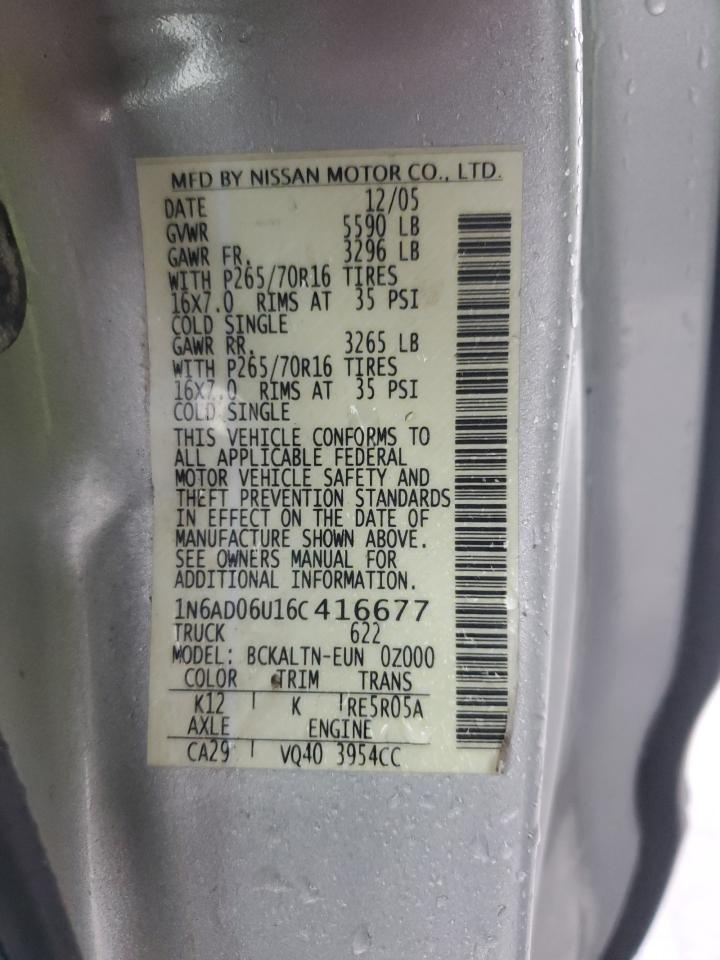 MFD BY NISSAN MOTOR CO., LTD.
DATE 12/05
GVWR 5590 LB
GAWR FR. 3296 LB
WITH P265/70R16 TIRES
16X7.0 RIMS AT 35 PSI
COLD SINGLE
GAWR RR. 3265 LB
WITH P265/70R16 TIRES
16X7.0 RIMS AT 35 PSI
COLD SINGLE
THIS VEHICLE CONFORMS TO
ALL APPLICABLE FEDERAL
MOTOR VEHICLE SAFETY AND
THEFT PREVENTION STANDARDS
IN EFFECT ON THE DATE OF
MANUFACTURE SHOWN ABOVE.
SEE OWNERS MANUAL FOR
ADDITIONAL INFORMATION.
1N6AD06U16C416677
TRUCK 622
MODEL: BCKALTN-EUN 0Z000
COLOR TRIM TRANS
K12 K RE5R05A
AXLE ENGINE
CA29 VQ40 3954CC